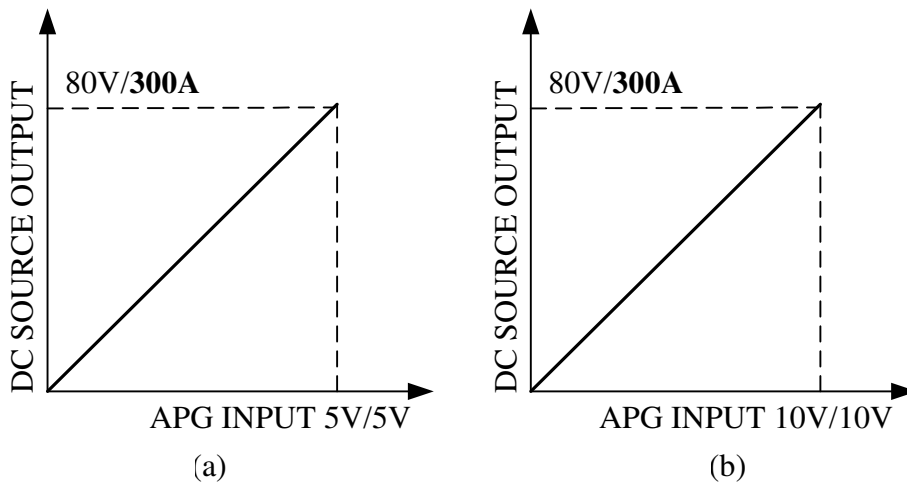 DC SOURCE OUTPUT
80V/300A
APG INPUT 5V/5V
(a)
DC SOURCE OUTPUT
80V/300A
APG INPUT 10V/10V
(b)